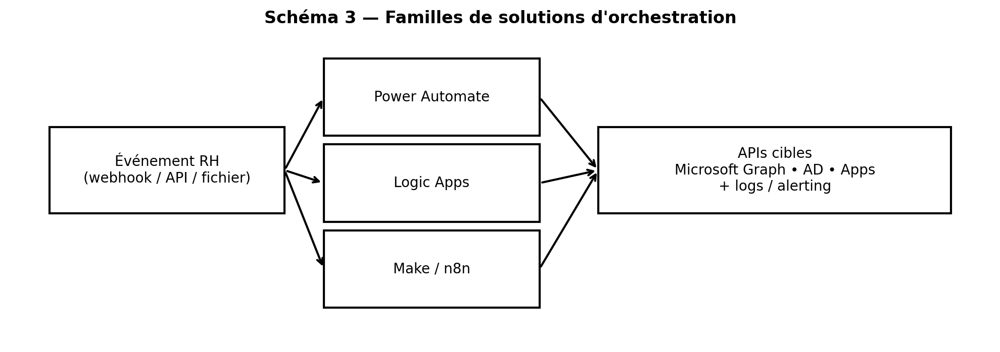 Schéma 3 — Familles de solutions d'orchestration
Événement RH
(webhook / API / fichier)
Power Automate
Logic Apps
Make / n8n
APIs cibles
Microsoft Graph • AD • Apps
+ logs / alerting